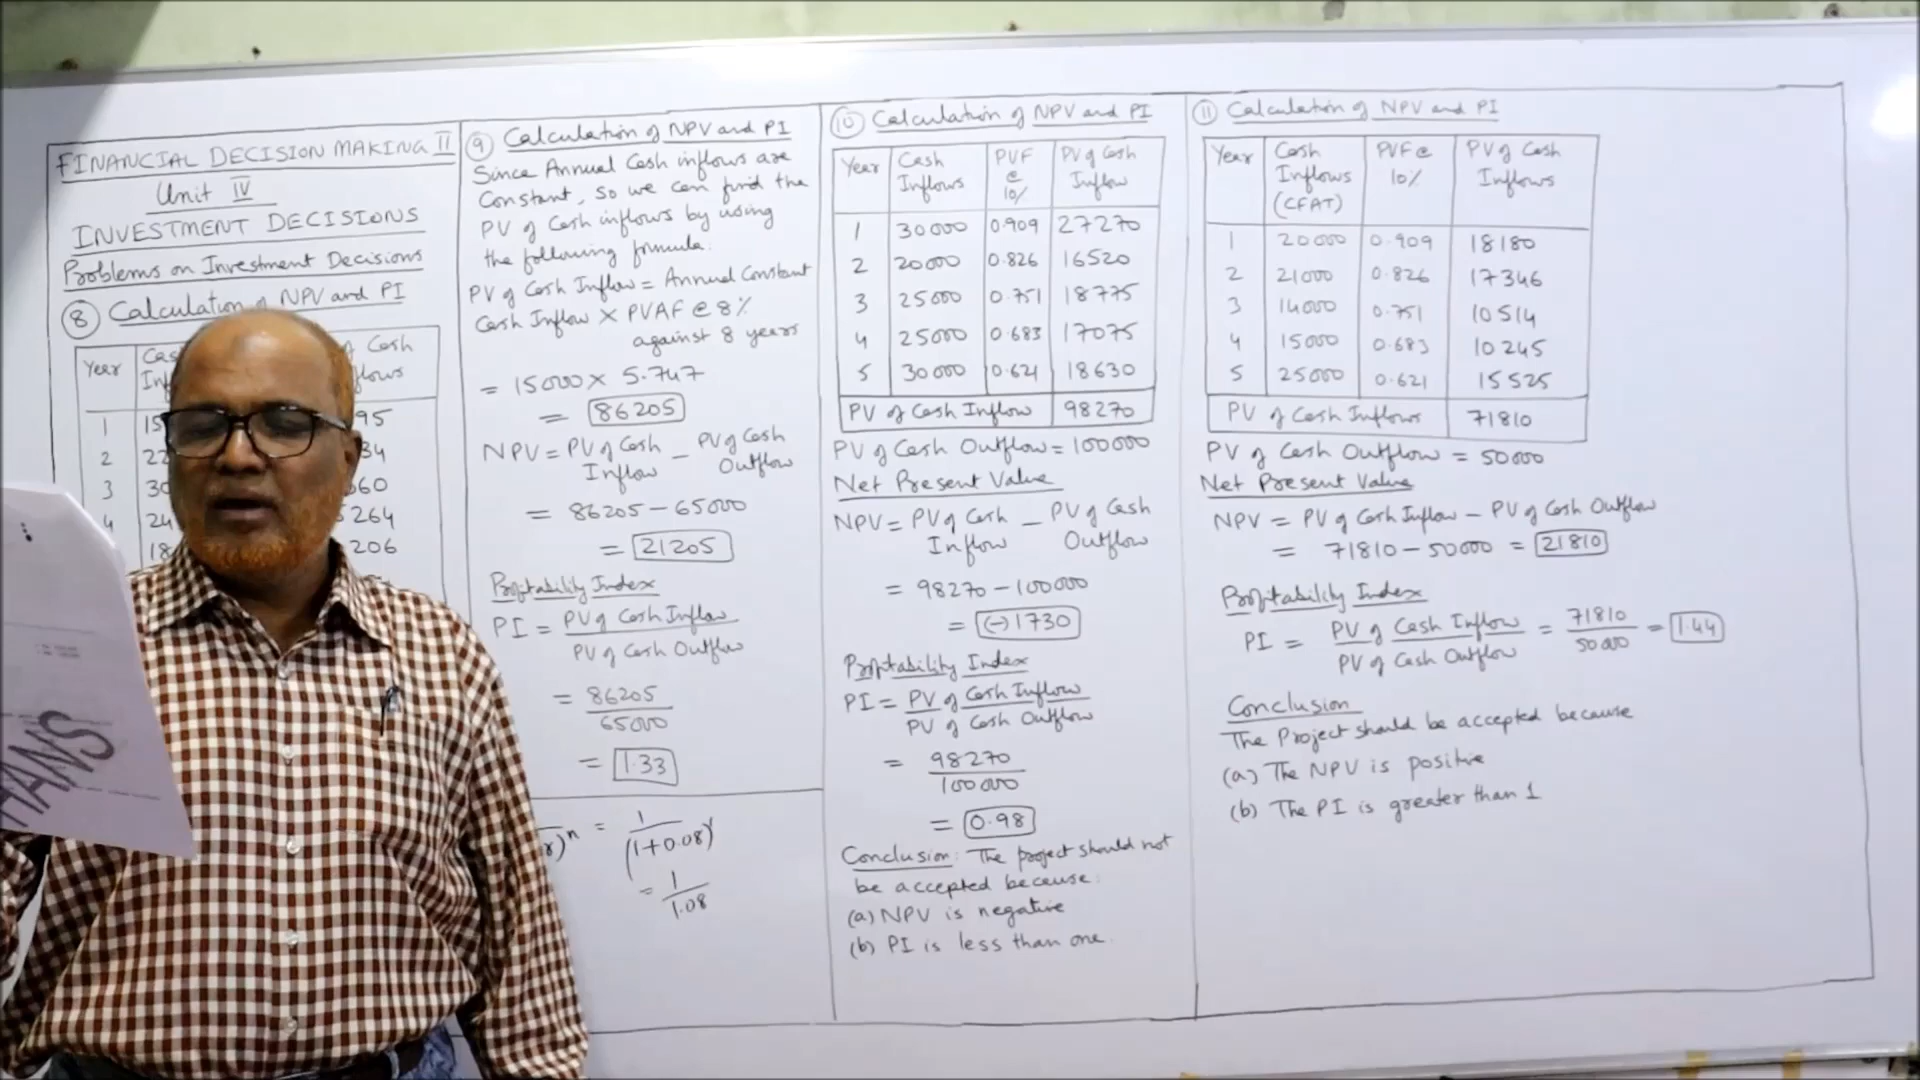 FINANCIAL DECISION MAKING II
Unit IV
INVESTMENT DECISIONS
Problems on Investment Decisions
8 Calculation of NPV and PI
Year Cas Cash
Inf flows
1 15 95
2 22 34
3 30 60
4 24 264
18 206
9 Calculation of NPV and PI
Since Annual Cash inflows are
Constant, so we can find the
PV of Cash inflows by using
the following formula.
PV of Cash Inflow = Annual Constant
Cash Inflow X PVAF @ 8%
against 8 years
= 15000 X 5.747
= 86205
NPV = PV of Cash Inflow - PV of Cash Outflow
= 86205 - 65000
= 21205
Profitability Index
PI = PV of Cash Inflow
PV of Cash Outflow
= 86205
65000
= 1.33
r)^n = 1
(1+0.08)^1
= 1
1.08
10 Calculation of NPV and PI
Year Cash Inflows PVF @ 10% PV of Cash Inflow
1 30000 0.909 27270
2 20000 0.826 16520
3 25000 0.751 18775
4 25000 0.683 17075
5 30000 0.621 18630
PV of Cash Inflow 98270
PV of Cash Outflow = 100000
Net Present Value
NPV = PV of Cash Inflow - PV of Cash Outflow
= 98270 - 100000
= (-) 1730
Profitability Index
PI = PV of Cash Inflow
PV of Cash Outflow
= 98270
100000
= 0.98
Conclusion: The project should not
be accepted because:
(a) NPV is negative
(b) PI is less than one.
11 Calculation of NPV and PI
Year Cash Inflows (CFAT) PVF @ 10% PV of Cash Inflows
1 20000 0.909 18180
2 21000 0.826 17346
3 14000 0.751 10514
4 15000 0.683 10245
5 25000 0.621 15525
PV of Cash Inflows 71810
PV of Cash Outflow = 50000
Net Present Value
NPV = PV of Cash Inflow - PV of Cash Outflow
= 71810 - 50000 = 21810
Profitability Index
PI = PV of Cash Inflow = 71810 = 1.44
PV of Cash Outflow 50000
Conclusion
The Project should be accepted because
(a) The NPV is positive
(b) The PI is greater than 1
HANS